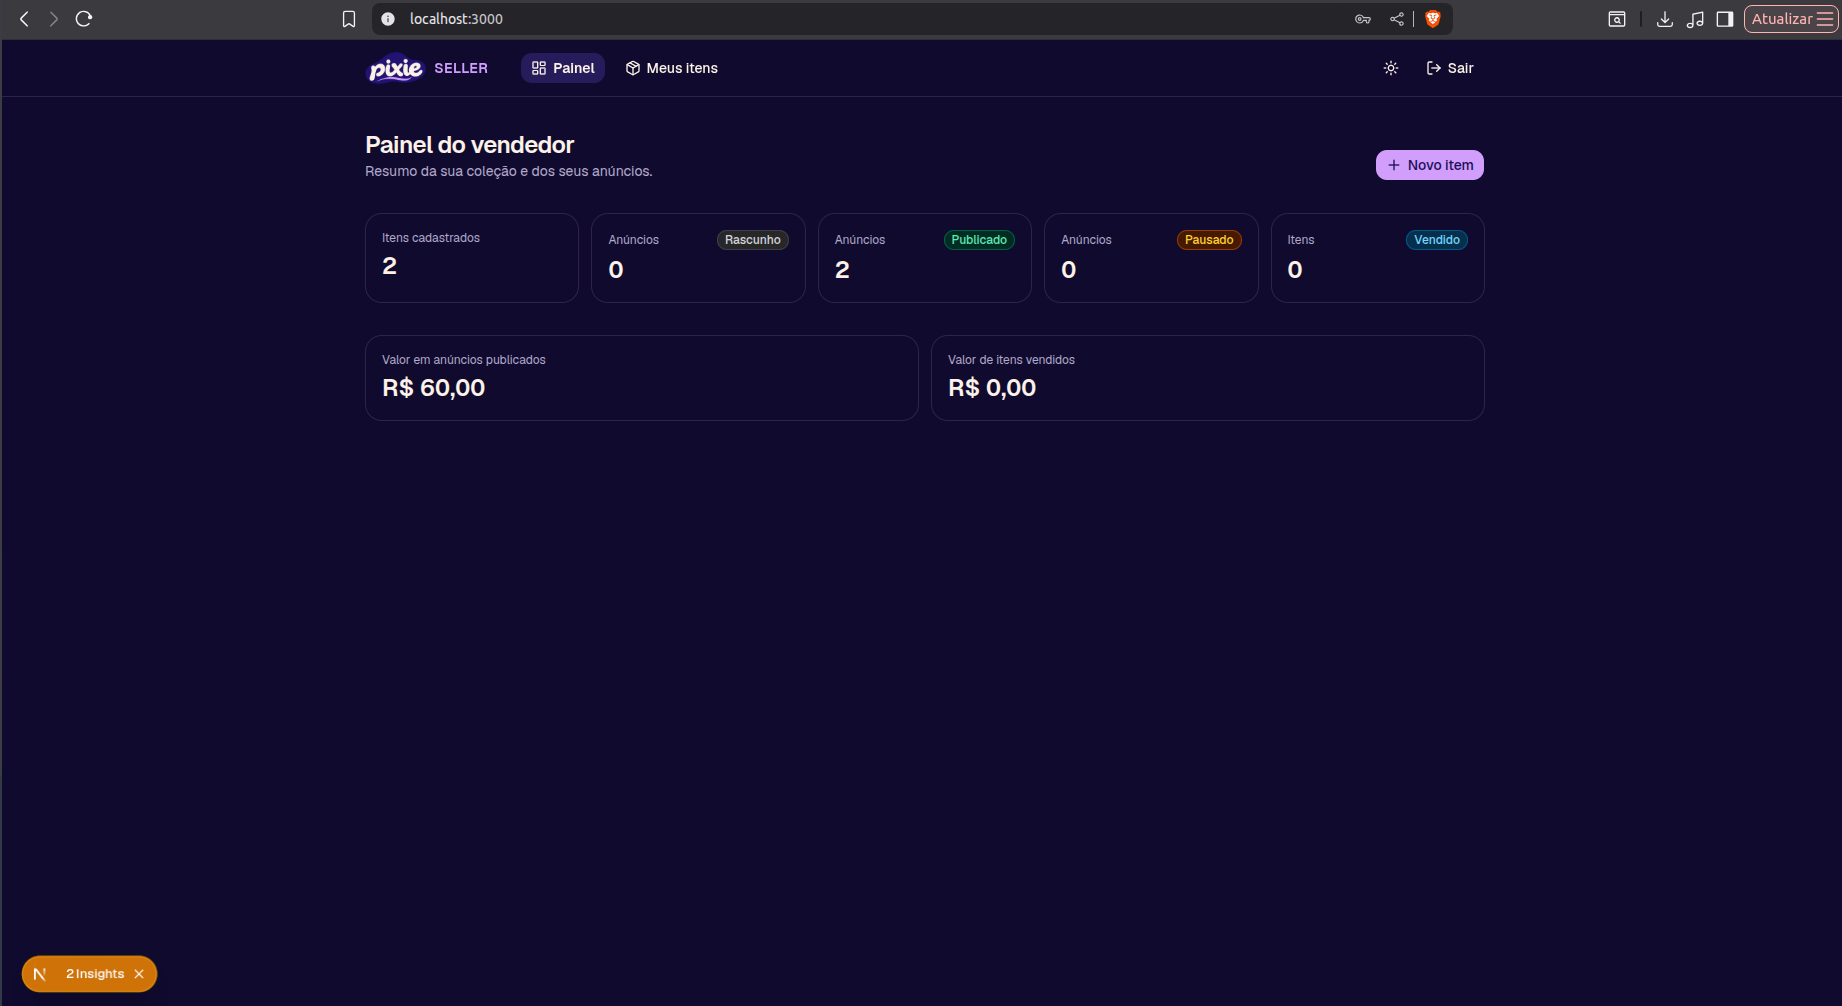 localhost:3000
Atualizar
pixie SELLER
Painel
Meus itens
Sair
Painel do vendedor
Resumo da sua coleção e dos seus anúncios.
+ Novo item
Itens cadastrados
2
Anúncios Rascunho
0
Anúncios Publicado
2
Anúncios Pausado
0
Itens Vendido
0
Valor em anúncios publicados
R$ 60,00
Valor de itens vendidos
R$ 0,00
N 2 Insights